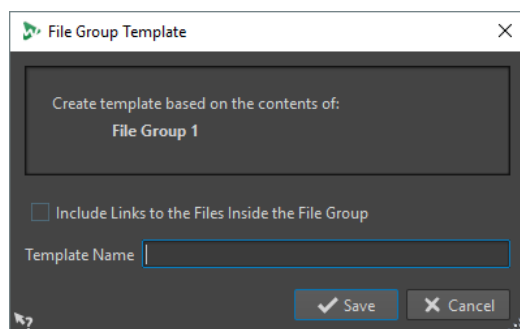 File Group Template
Create template based on the contents of:
File Group 1
Include Links to the Files Inside the File Group
Template Name
Save Cancel
?